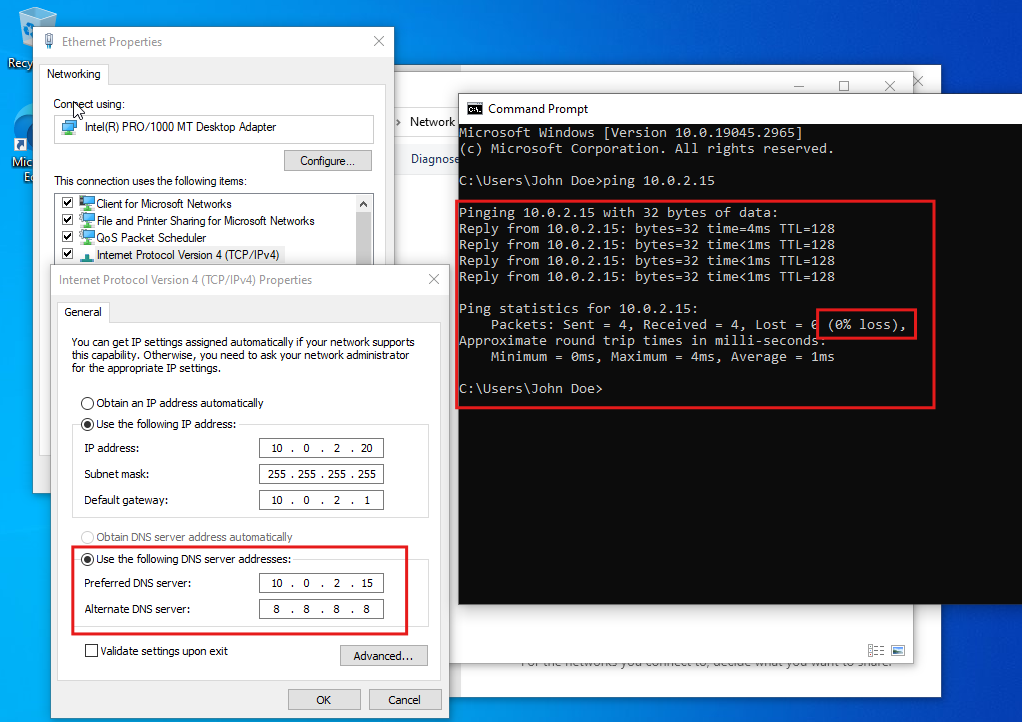 Recy
Mic
Ed
Ethernet Properties
Networking
Connect using:
Intel(R) PRO/1000 MT Desktop Adapter
Configure...
This connection uses the following items:
Client for Microsoft Networks
File and Printer Sharing for Microsoft Networks
QoS Packet Scheduler
Internet Protocol Version 4 (TCP/IPv4)
Internet Protocol Version 4 (TCP/IPv4) Properties
General
You can get IP settings assigned automatically if your network supports
this capability. Otherwise, you need to ask your network administrator
for the appropriate IP settings.
Obtain an IP address automatically
Use the following IP address:
IP address: 10 . 0 . 2 . 20
Subnet mask: 255 . 255 . 255 . 255
Default gateway: 10 . 0 . 2 . 1
Obtain DNS server address automatically
Use the following DNS server addresses:
Preferred DNS server: 10 . 0 . 2 . 15
Alternate DNS server: 8 . 8 . 8 . 8
Validate settings upon exit
Advanced...
OK
Cancel
Network
Diagnose
Command Prompt
Microsoft Windows [Version 10.0.19045.2965]
(c) Microsoft Corporation. All rights reserved.
C:\Users\John Doe>ping 10.0.2.15
Pinging 10.0.2.15 with 32 bytes of data:
Reply from 10.0.2.15: bytes=32 time=4ms TTL=128
Reply from 10.0.2.15: bytes=32 time<1ms TTL=128
Reply from 10.0.2.15: bytes=32 time<1ms TTL=128
Reply from 10.0.2.15: bytes=32 time<1ms TTL=128
Ping statistics for 10.0.2.15:
Packets: Sent = 4, Received = 4, Lost = 0 (0% loss),
Approximate round trip times in milli-seconds:
Minimum = 0ms, Maximum = 4ms, Average = 1ms
C:\Users\John Doe>
For the networks you connect to, decide what you want to share.